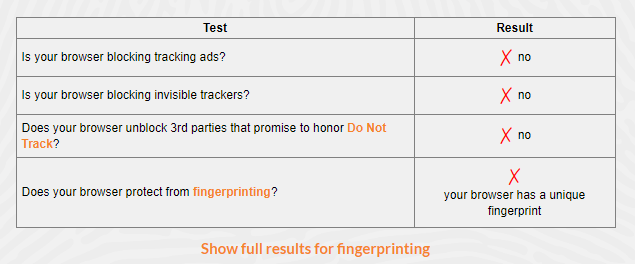 Test Result
Is your browser blocking tracking ads? ✗ no
Is your browser blocking invisible trackers? ✗ no
Does your browser unblock 3rd parties that promise to honor Do Not
Track? ✗ no
Does your browser protect from fingerprinting? ✗
your browser has a unique
fingerprint
Show full results for fingerprinting